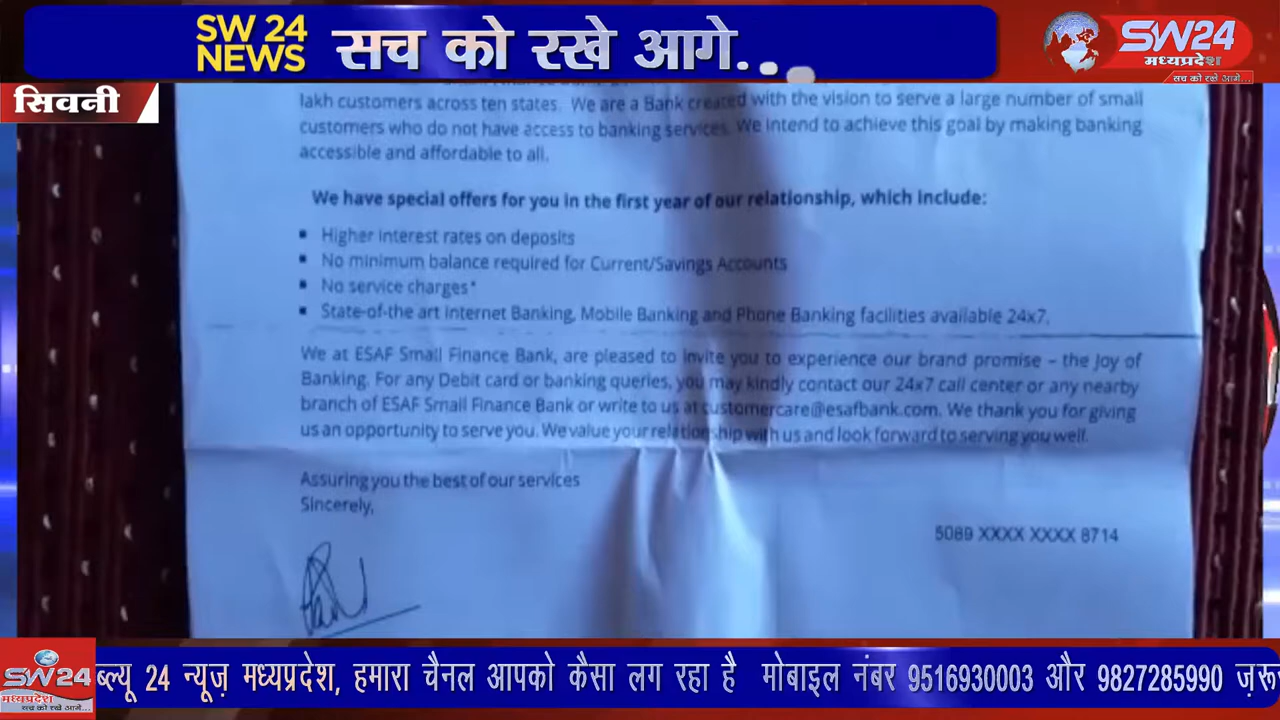 SW 24
NEWS
सच को रखे आगे...
SW24
मध्यप्रदेश
सच को रखे आगे...
सिवनी
lakh customers across ten states. We are a Bank created with the vision to serve a large number of small
customers who do not have access to banking services. We intend to achieve this goal by making banking
accessible and affordable to all.
We have special offers for you in the first year of our relationship, which include:
▪ Higher interest rates on deposits
▪ No minimum balance required for Current/Savings Accounts
▪ No service charges*
▪ State-of-the art Internet Banking, Mobile Banking and Phone Banking facilities available 24x7.
We at ESAF Small Finance Bank, are pleased to invite you to experience our brand promise – the Joy of
Banking. For any Debit card or banking queries, you may kindly contact our 24x7 call center or any nearby
branch of ESAF Small Finance Bank or write to us at customercare@esafbank.com. We thank you for giving
us an opportunity to serve you. We value your relationship with us and look forward to serving you well.
Assuring you the best of our services
Sincerely,
5089 XXXX XXXX 8714
SW24
मध्यप्रदेश
सच को रखे आगे...
ब्ल्यू 24 न्यूज़ मध्यप्रदेश, हमारा चैनल आपको कैसा लग रहा है मोबाइल नंबर 9516930003 और 9827285990 ज़रू